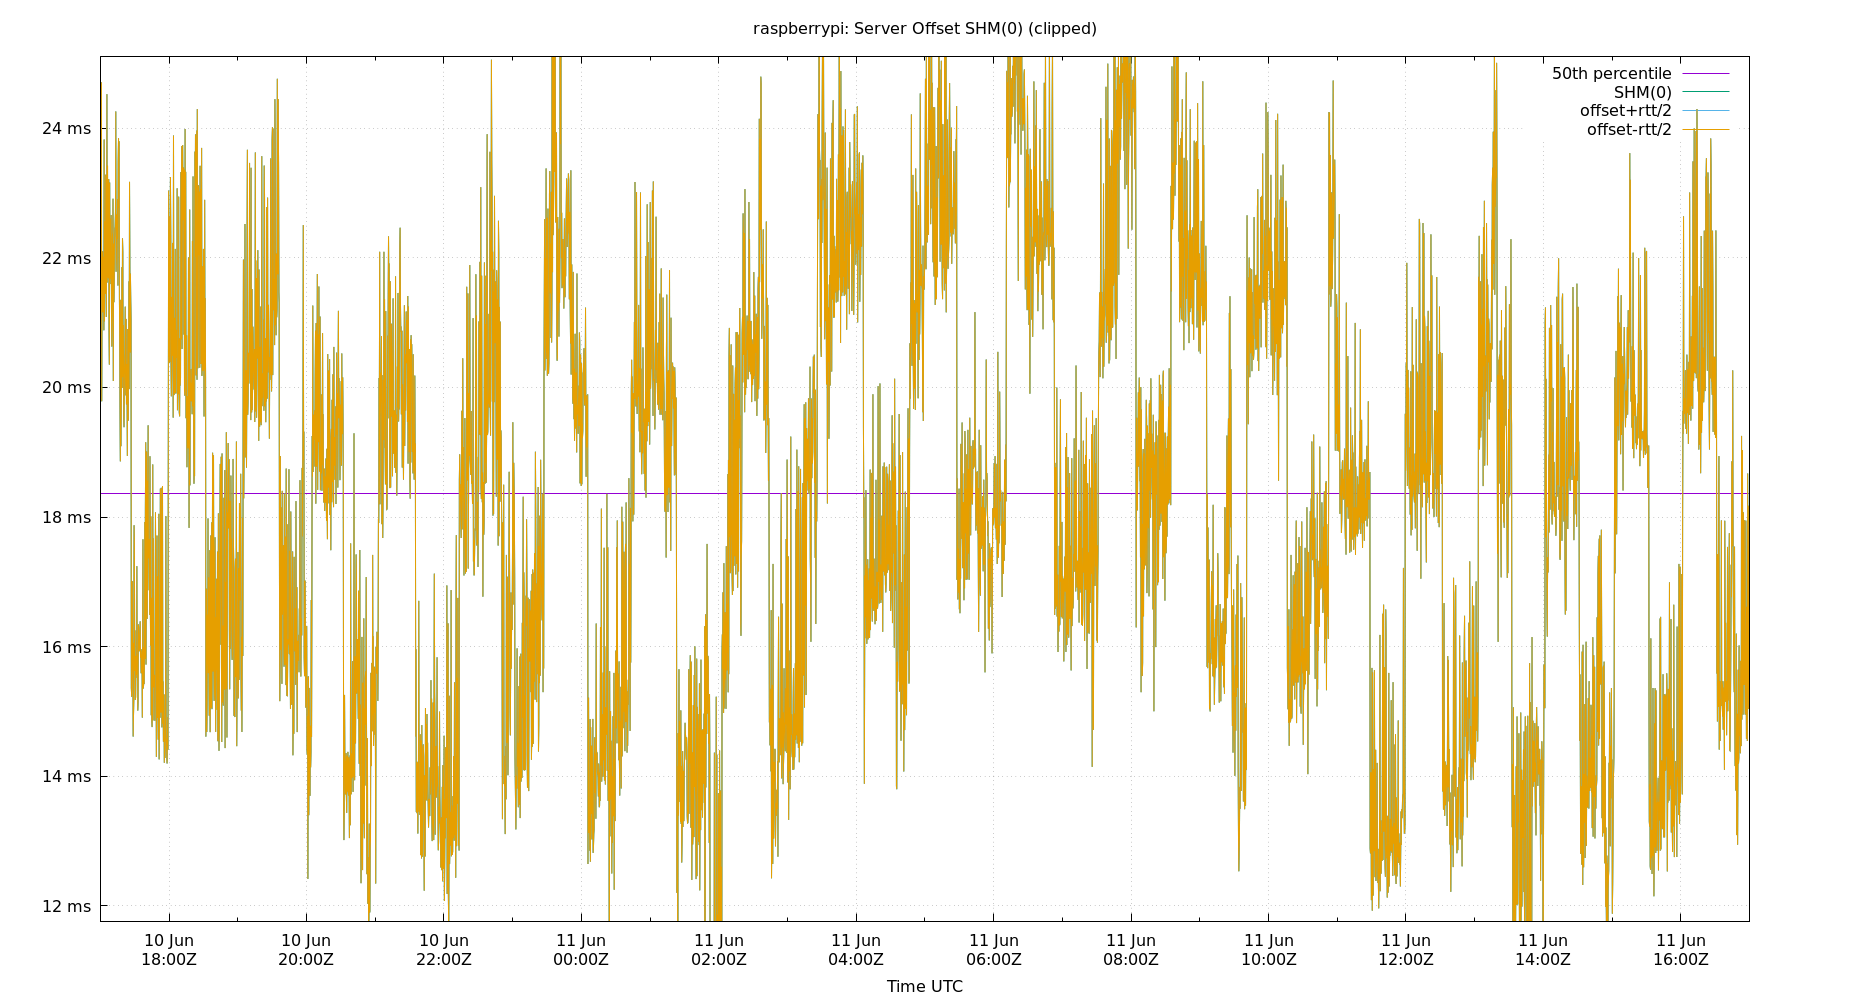 raspberrypi: Server Offset SHM(0) (clipped)
50th percentile
SHM(0)
offset+rtt/2
offset-rtt/2
24 ms
22 ms
20 ms
18 ms
16 ms
14 ms
12 ms
10 Jun 10 Jun 10 Jun 11 Jun 11 Jun 11 Jun 11 Jun 11 Jun 11 Jun 11 Jun 11 Jun 11 Jun
18:00Z 20:00Z 22:00Z 00:00Z 02:00Z 04:00Z 06:00Z 08:00Z 10:00Z 12:00Z 14:00Z 16:00Z
Time UTC